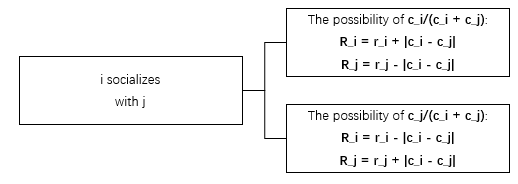 i socializes
with j
The possibility of c_i/(c_i + c_j):
R_i = r_i + |c_i - c_j|
R_j = r_j - |c_i - c_j|
The possibility of c_j/(c_i + c_j):
R_i = r_i - |c_i - c_j|
R_j = r_j + |c_i - c_j|